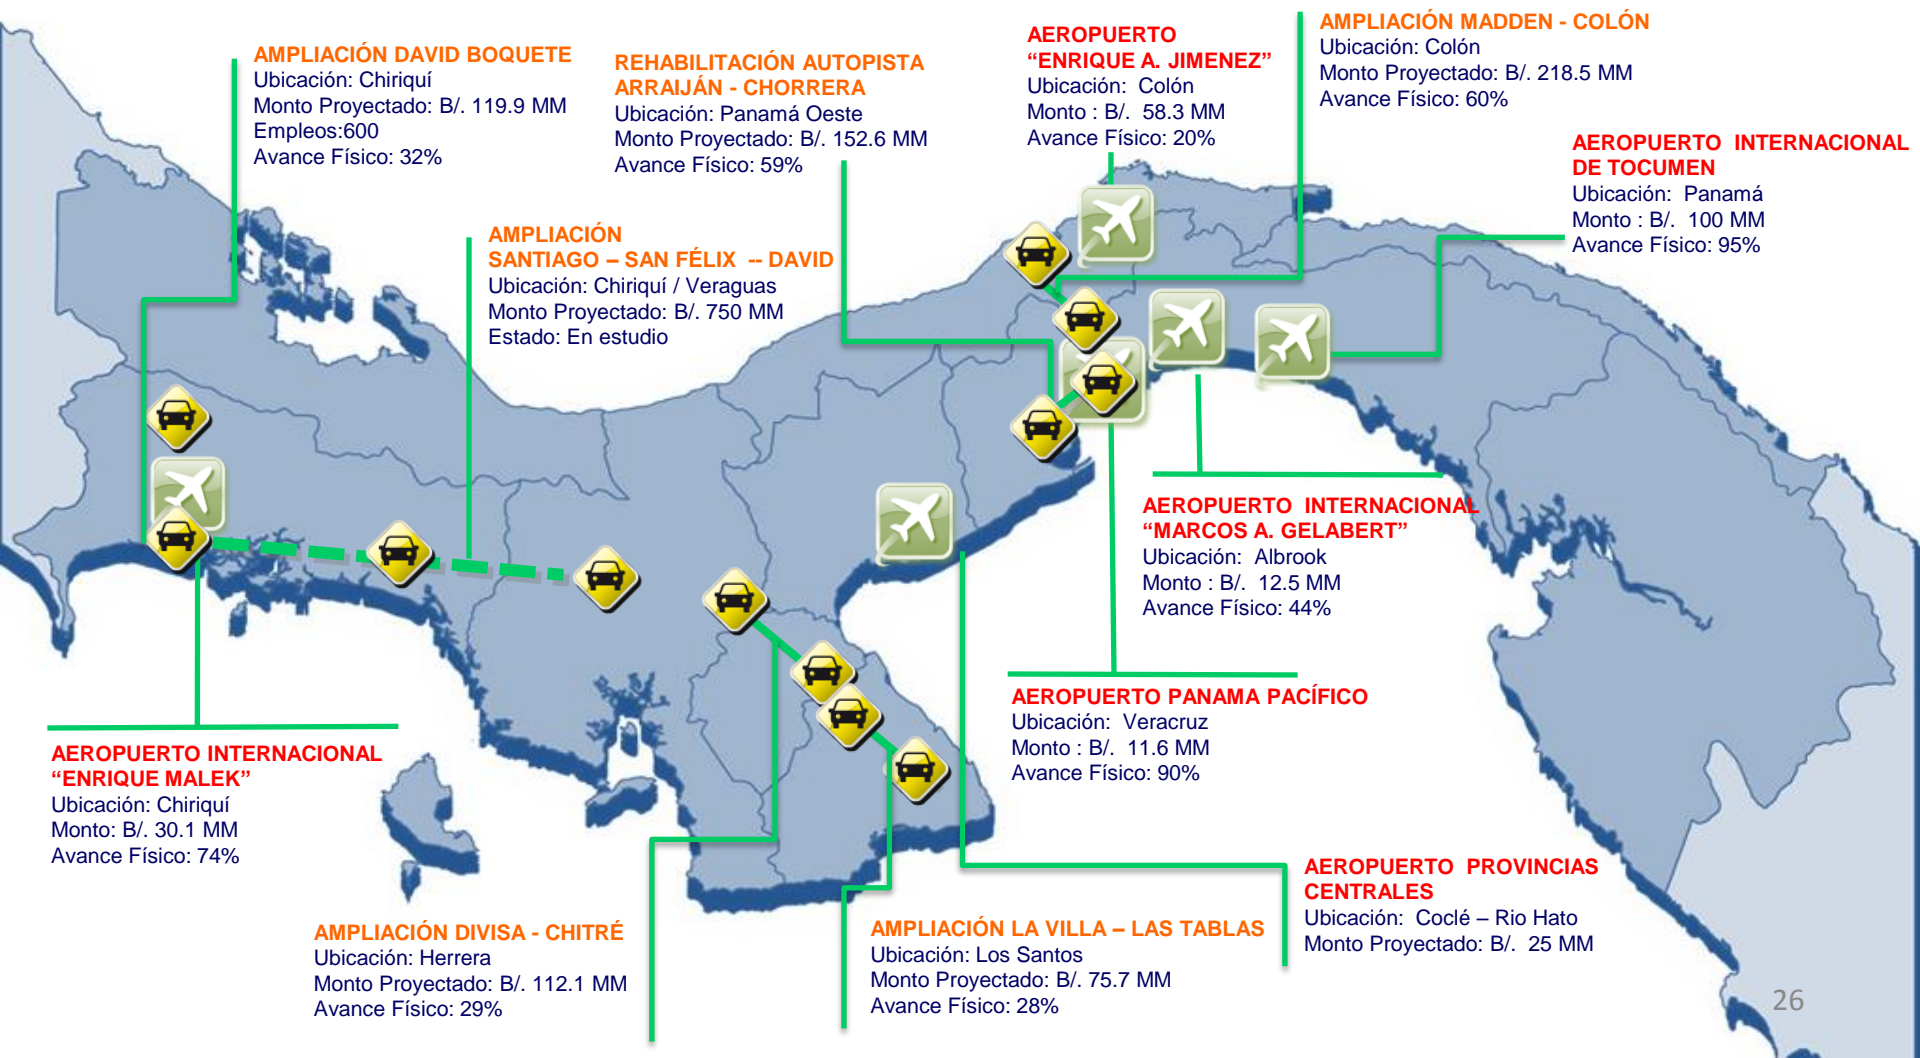 AMPLIACIÓN DAVID BOQUETE
Ubicación: Chiriquí
Monto Proyectado: B/. 119.9 MM
Empleos:600
Avance Físico: 32%
REHABILITACIÓN AUTOPISTA
ARRAIJÁN - CHORRERA
Ubicación: Panamá Oeste
Monto Proyectado: B/. 152.6 MM
Avance Físico: 59%
AEROPUERTO
“ENRIQUE A. JIMENEZ”
Ubicación: Colón
Monto : B/. 58.3 MM
Avance Físico: 20%
AMPLIACIÓN MADDEN - COLÓN
Ubicación: Colón
Monto Proyectado: B/. 218.5 MM
Avance Físico: 60%
AEROPUERTO INTERNACIONAL
DE TOCUMEN
Ubicación: Panamá
Monto : B/. 100 MM
Avance Físico: 95%
AMPLIACIÓN
SANTIAGO – SAN FÉLIX -- DAVID
Ubicación: Chiriquí / Veraguas
Monto Proyectado: B/. 750 MM
Estado: En estudio
AEROPUERTO INTERNACIONAL
“MARCOS A. GELABERT”
Ubicación: Albrook
Monto : B/. 12.5 MM
Avance Físico: 44%
AEROPUERTO PANAMA PACÍFICO
Ubicación: Veracruz
Monto : B/. 11.6 MM
Avance Físico: 90%
AEROPUERTO INTERNACIONAL
“ENRIQUE MALEK”
Ubicación: Chiriquí
Monto: B/. 30.1 MM
Avance Físico: 74%
AEROPUERTO PROVINCIAS
CENTRALES
Ubicación: Coclé – Rio Hato
Monto Proyectado: B/. 25 MM
AMPLIACIÓN DIVISA - CHITRÉ
Ubicación: Herrera
Monto Proyectado: B/. 112.1 MM
Avance Físico: 29%
AMPLIACIÓN LA VILLA – LAS TABLAS
Ubicación: Los Santos
Monto Proyectado: B/. 75.7 MM
Avance Físico: 28%
26